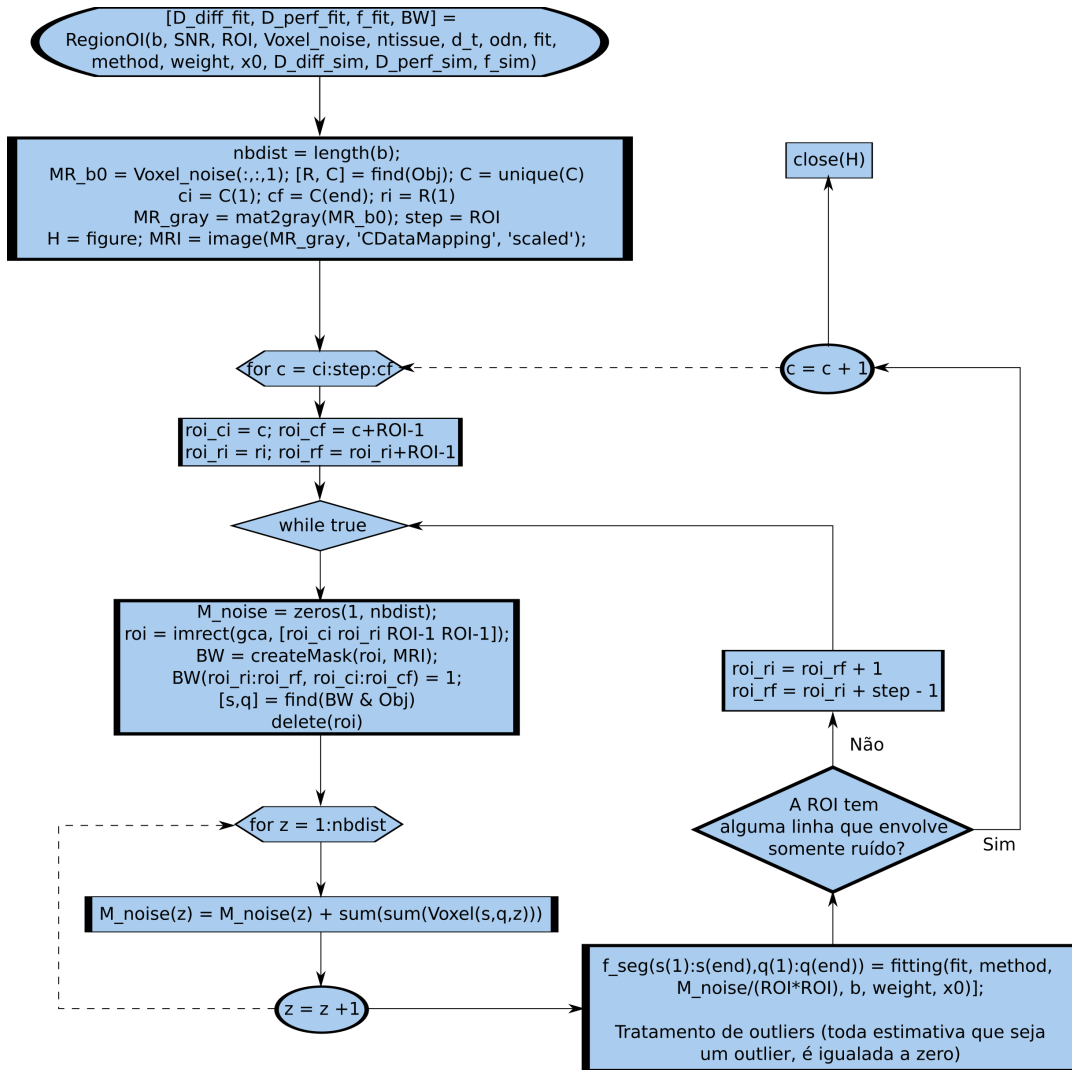 [D_diff_fit, D_perf_fit, f_fit, BW] =
RegionOI(b, SNR, ROI, Voxel_noise, ntissue, d_t, odn, fit,
method, weight, x0, D_diff_sim, D_perf_sim, f_sim)
nbdist = length(b);
MR_b0 = Voxel_noise(:,:,1); [R, C] = find(Obj); C = unique(C)
ci = C(1); cf = C(end); ri = R(1)
MR_gray = mat2gray(MR_b0); step = ROI
H = figure; MRI = image(MR_gray, 'CDataMapping', 'scaled');
close(H)
for c = ci:step:cf
c = c + 1
roi_ci = c; roi_cf = c+ROI-1
roi_ri = ri; roi_rf = roi_ri+ROI-1
while true
M_noise = zeros(1, nbdist);
roi = imrect(gca, [roi_ci roi_ri ROI-1 ROI-1]);
BW = createMask(roi, MRI);
BW(roi_ri:roi_rf, roi_ci:roi_cf) = 1;
[s,q] = find(BW & Obj)
delete(roi)
for z = 1:nbdist
M_noise(z) = M_noise(z) + sum(sum(Voxel(s,q,z)))
z = z +1
f_seg(s(1):s(end),q(1):q(end)) = fitting(fit, method,
M_noise/(ROI*ROI), b, weight, x0)];
Tratamento de outliers (toda estimativa que seja
um outlier, é igualada a zero)
A ROI tem
alguma linha que envolve
somente ruído?
Sim
Não
roi_ri = roi_rf + 1
roi_rf = roi_ri + step - 1